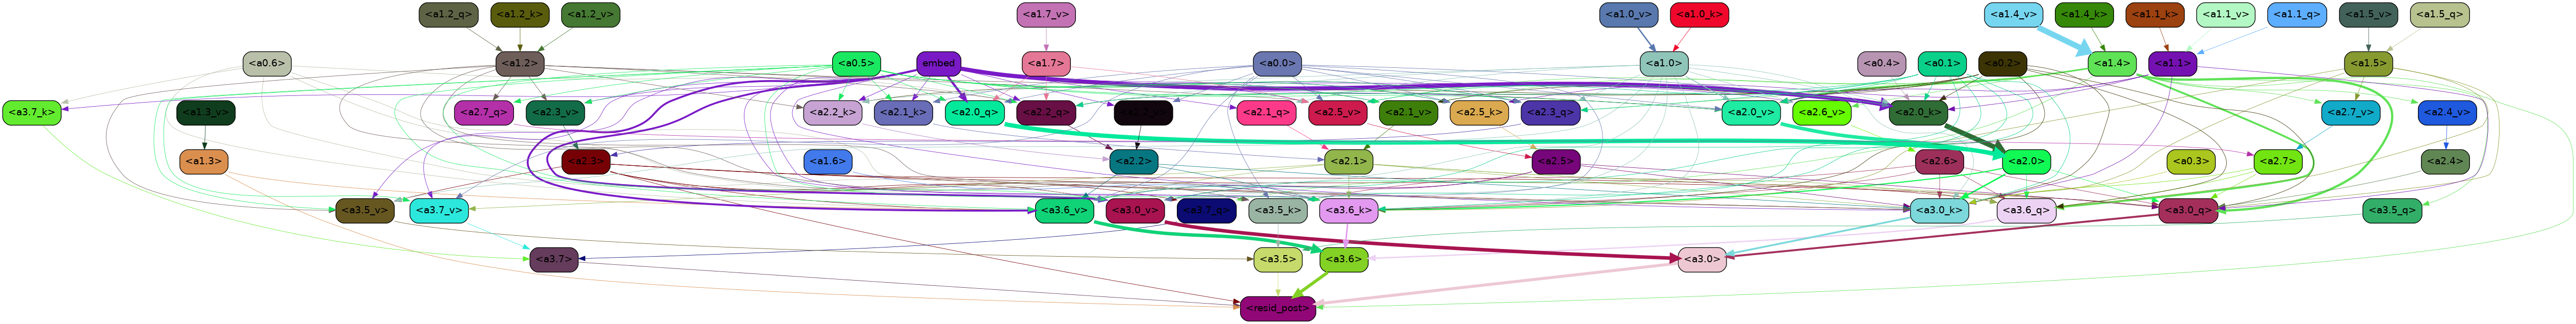 <a1.2_q> <a1.2_k> <a1.2_v> <a1.7_v> <a1.0_v> <a1.0_k> <a1.4_v> <a1.4_k> <a1.1_k> <a1.1_v> <a1.1_q> <a1.5_v> <a1.5_q>
<a0.6> <a1.2> <a0.5> embed <a1.7> <a0.0> <a1.0> <a0.4> <a0.1> <a0.2> <a1.4> <a1.1> <a1.5>
<a3.7_k> <a1.3_v> <a2.7_q> <a2.3_v> <a2.2_k> <a2.1_k> <a2.0_q> <a2.2_q> <a2.1_q> <a2.5_v> <a2.1_v> <a2.5_k> <a2.3_q> <a2.0_v> <a2.6_v> <a2.0_k> <a2.7_v> <a2.4_v>
<a1.3> <a2.3> <a1.6> <a2.2> <a2.1> <a2.5> <a2.6> <a2.0> <a0.3> <a2.7> <a2.4>
<a3.5_v> <a3.7_v> <a3.6_v> <a3.0_v> <a3.7_q> <a3.5_k> <a3.6_k> <a3.0_k> <a3.6_q> <a3.0_q> <a3.5_q>
<a3.7> <a3.5> <a3.6> <a3.0>
<resid_post>